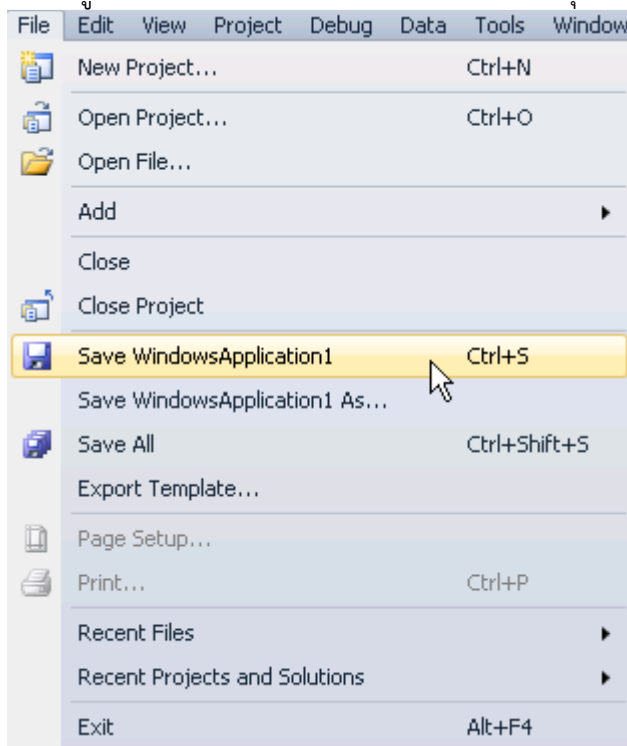 File Edit View Project Debug Data Tools Window
New Project... Ctrl+N
Open Project... Ctrl+O
Open File...
Add
Close
Close Project
Save WindowsApplication1 Ctrl+S
Save WindowsApplication1 As...
Save All Ctrl+Shift+S
Export Template...
Page Setup...
Print... Ctrl+P
Recent Files
Recent Projects and Solutions
Exit Alt+F4